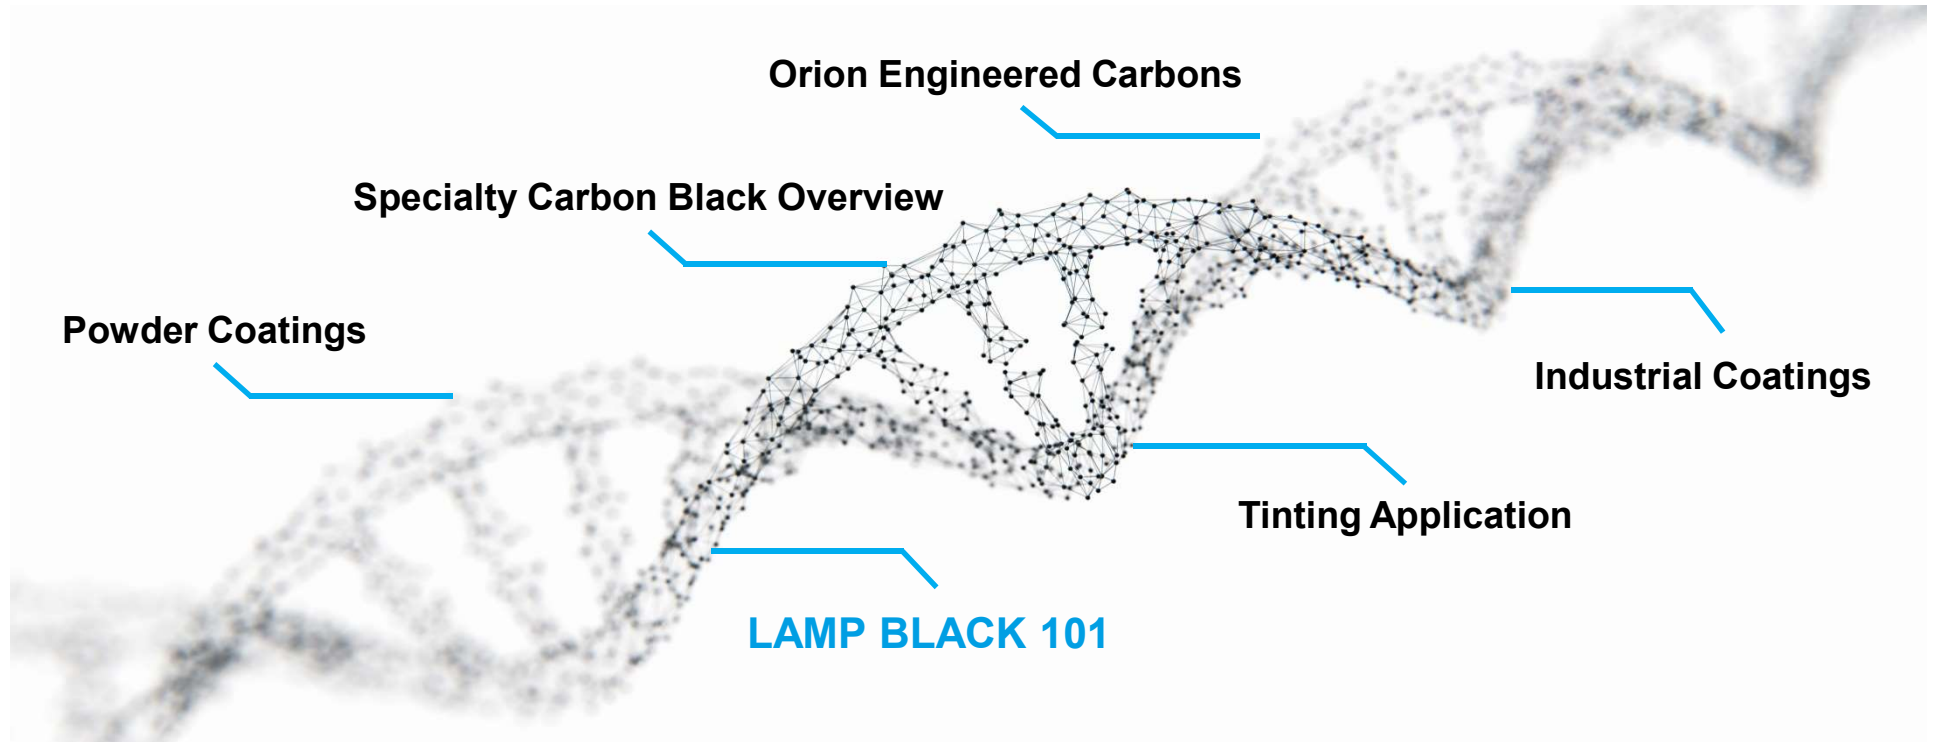 Orion Engineered Carbons
Specialty Carbon Black Overview
Powder Coatings
Industrial Coatings
Tinting Application
LAMP BLACK 101